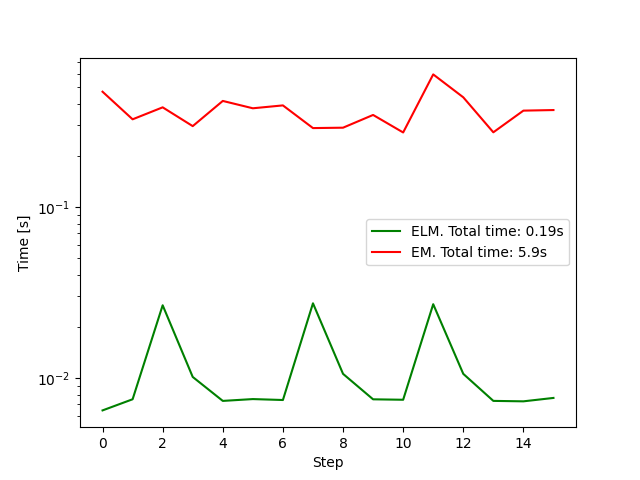 Time [s]
10⁻¹
10⁻²
ELM. Total time: 0.19s
EM. Total time: 5.9s
0 2 4 6 8 10 12 14
Step